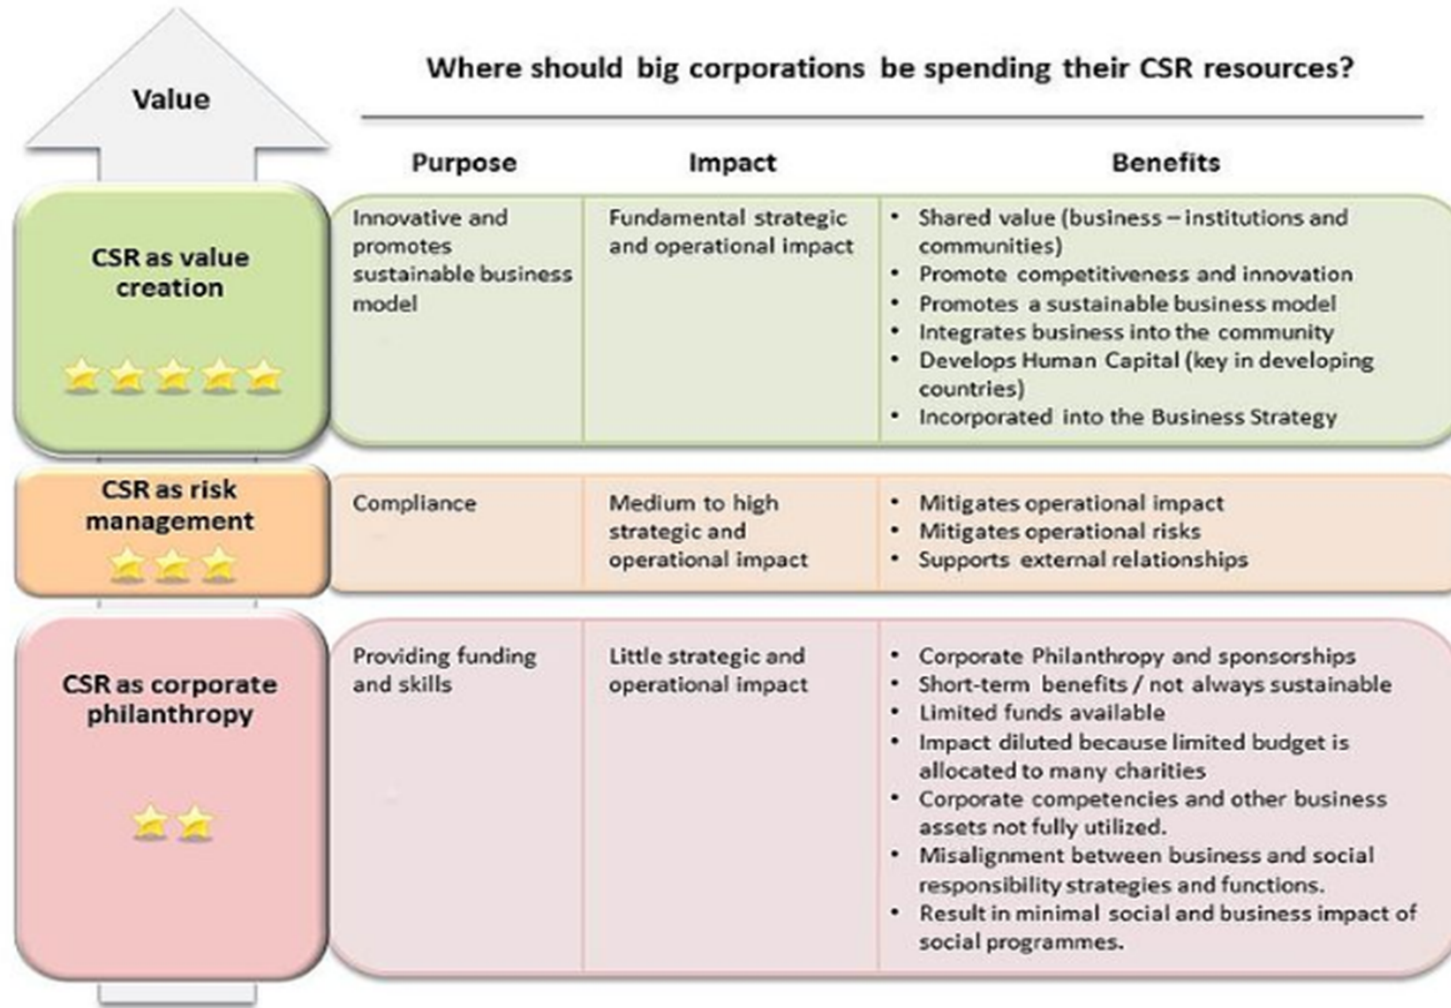 Value
Where should big corporations be spending their CSR resources?
Purpose
Impact
Benefits
CSR as value
creation
Innovative and
promotes
sustainable business
model
Fundamental strategic
and operational impact
• Shared value (business – institutions and
communities)
• Promote competitiveness and innovation
• Promotes a sustainable business model
• Integrates business into the community
• Develops Human Capital (key in developing
countries)
• Incorporated into the Business Strategy
CSR as risk
management
Compliance
Medium to high
strategic and
operational impact
• Mitigates operational impact
• Mitigates operational risks
• Supports external relationships
CSR as corporate
philanthropy
Providing funding
and skills
Little strategic and
operational impact
• Corporate Philanthropy and sponsorships
• Short-term benefits / not always sustainable
• Limited funds available
• Impact diluted because limited budget is
allocated to many charities
• Corporate competencies and other business
assets not fully utilized.
• Misalignment between business and social
responsibility strategies and functions.
• Result in minimal social and business impact of
social programmes.